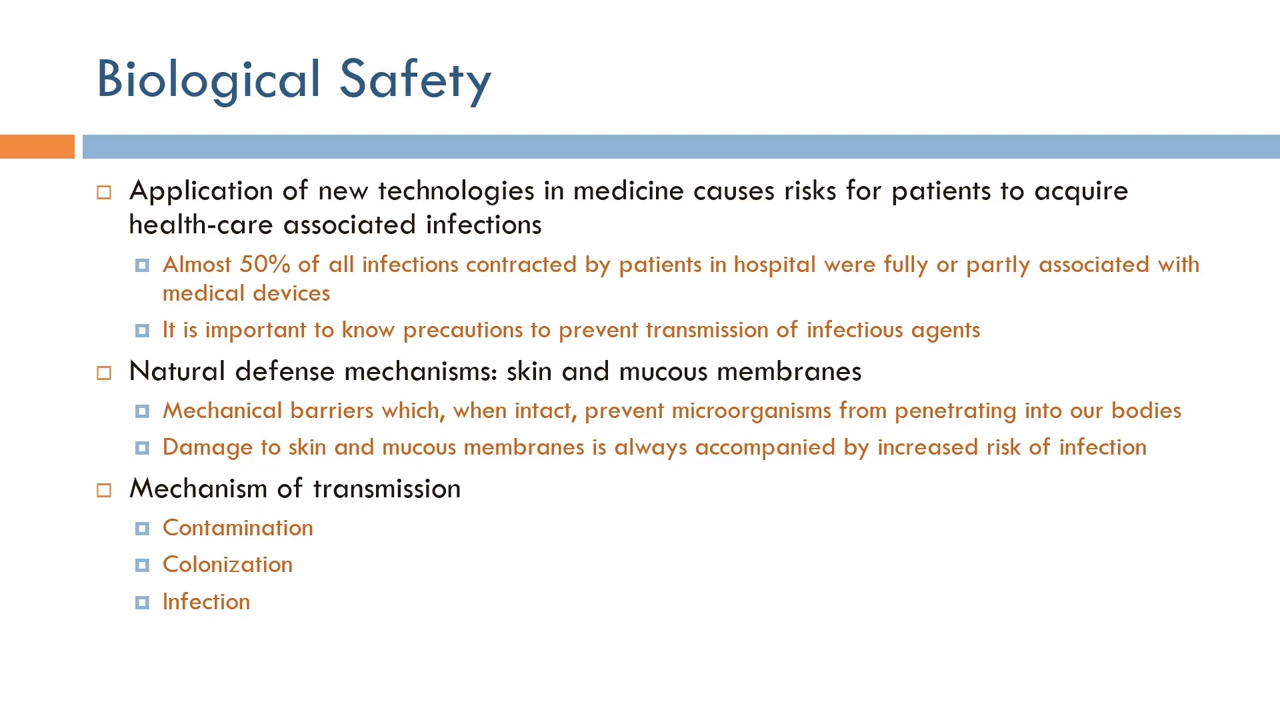 Biological Safety
Application of new technologies in medicine causes risks for patients to acquire
health-care associated infections
Almost 50% of all infections contracted by patients in hospital were fully or partly associated with
medical devices
It is important to know precautions to prevent transmission of infectious agents
Natural defense mechanisms: skin and mucous membranes
Mechanical barriers which, when intact, prevent microorganisms from penetrating into our bodies
Damage to skin and mucous membranes is always accompanied by increased risk of infection
Mechanism of transmission
Contamination
Colonization
Infection